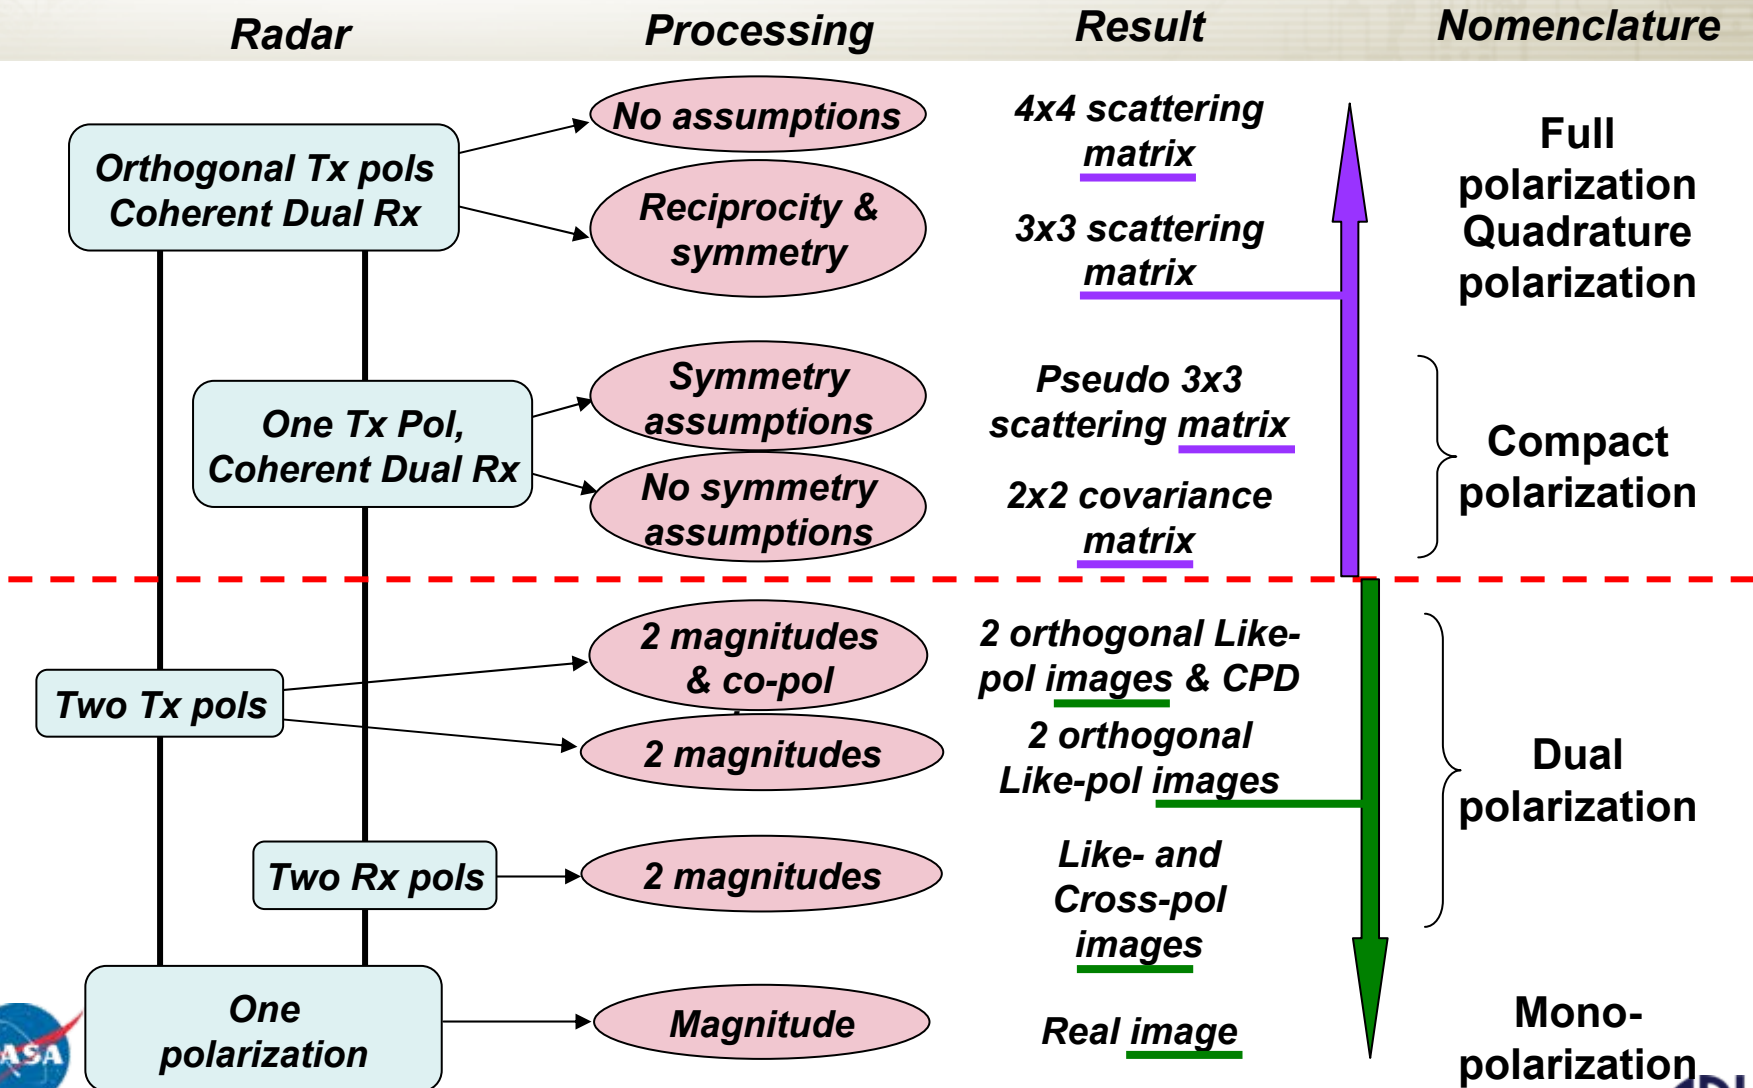 Radar
Processing
Result
Nomenclature
Orthogonal Tx pols
Coherent Dual Rx
No assumptions
4x4 scattering
matrix
Full
polarization
Reciprocity &
symmetry
3x3 scattering
matrix
Quadrature
polarization
One Tx Pol,
Coherent Dual Rx
Symmetry
assumptions
Pseudo 3x3
scattering matrix
Compact
polarization
No symmetry
assumptions
2x2 covariance
matrix
Two Tx pols
2 magnitudes
& co-pol
2 orthogonal Like-
pol images & CPD
2 magnitudes
2 orthogonal
Like-pol images
Dual
polarization
Two Rx pols
2 magnitudes
Like- and
Cross-pol
images
One
polarization
Magnitude
Real image
Mono-
polarization